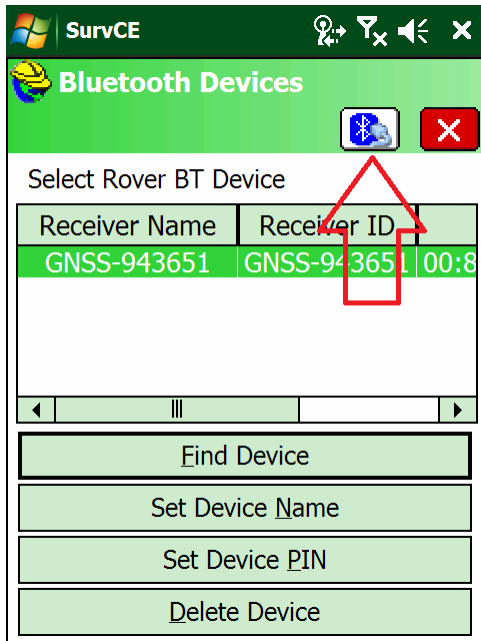 SurvCE
Bluetooth Devices
Select Rover BT Device
Receiver Name Receiver ID
GNSS-943651 GNSS-943651 00:8
Find Device
Set Device Name
Set Device PIN
Delete Device